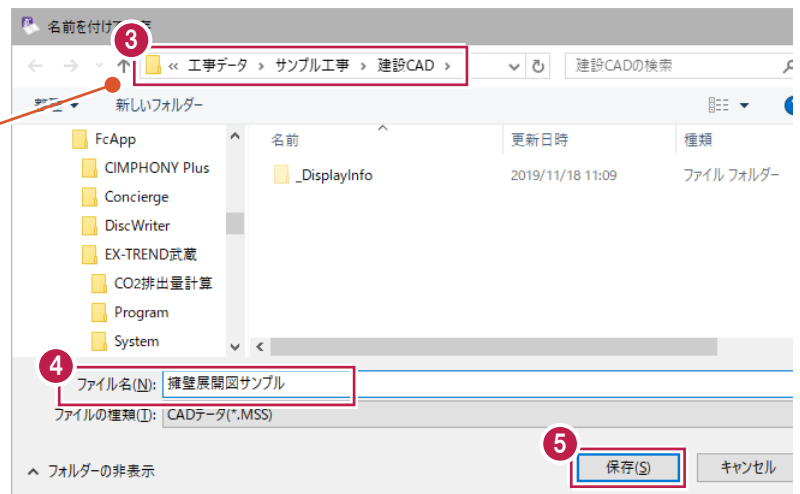 名前を付けて
3
« 工事データ › サンプル工事 › 建設CAD ›
建設CADの検索
整理
新しいフォルダー
FcApp
CIMPHONY Plus
Concierge
DiscWriter
EX-TREND武蔵
CO2排出量計算
Program
System
名前
更新日時
種類
_DisplayInfo
2019/11/18 11:09
ファイル フォルダー
4
ファイル名(N): 擁壁展開図サンプル
ファイルの種類(T): CADデータ(*.MSS)
5
フォルダーの非表示
保存(S)
キャンセル